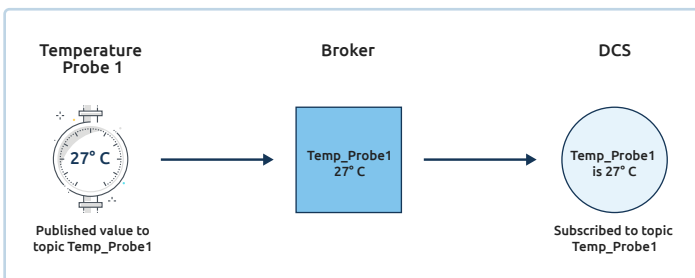 Temperature
Probe 1
Broker
DCS
27° C
Temp_Probe1
27° C
Temp_Probe1
is 27° C
Published value to
topic Temp_Probe1
Subscribed to topic
Temp_Probe1